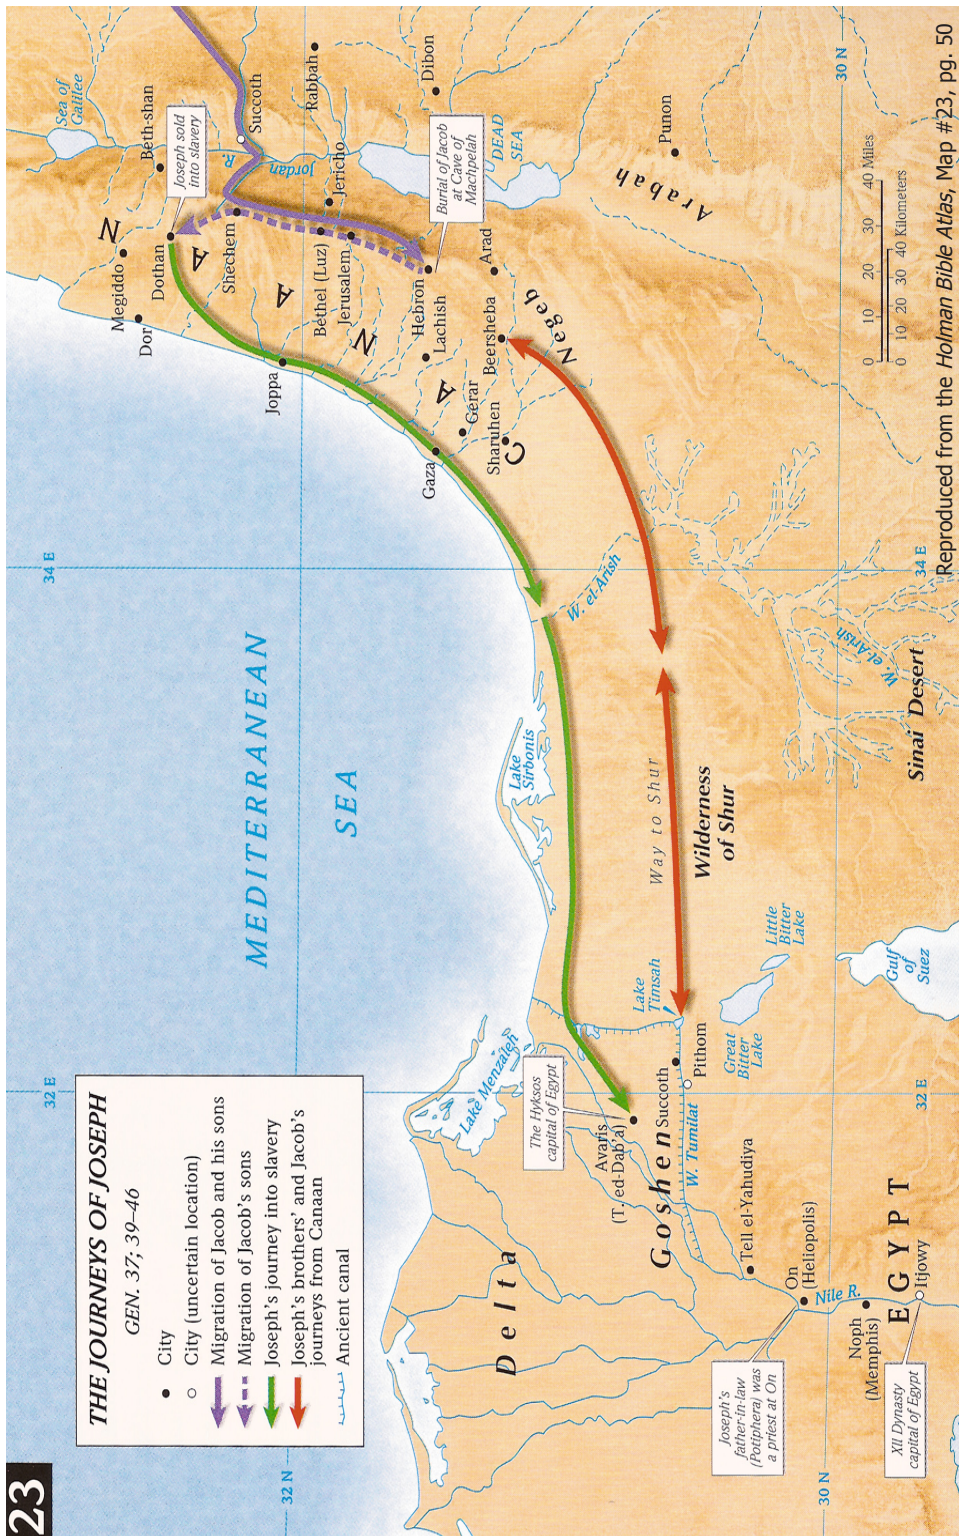 23
THE JOURNEYS OF JOSEPH
GEN. 37; 39–46
City
City (uncertain location)
Migration of Jacob and his sons
Migration of Jacob's sons
Joseph's journey into slavery
Joseph's brothers' and Jacob's
journeys from Canaan
Ancient canal
32 E
34 E
32 N
MEDITERRANEAN
SEA
Sea of
Galilee
Beth-shan
Joseph sold
into slavery
Succoth
Rabbah
Dibon
R.
Jordan
Jericho
DEAD
SEA
Burial of Jacob
at Cave of
Machpelah
Megiddo
Dor
Dothan
Shechem
Bethel (Luz)
Jerusalem
Hebron
Lachish
Arad
Beersheba
Gerar
Sharuhen
Joppa
Gaza
C A N A A N
Negeb
Arabah
Punon
30 N
0 10 20 30 40 Miles
0 10 20 30 40 Kilometers
W. el-Arish
W. el-Arish
Sinai Desert
34 E
Lake
Sirbonis
Way to Shur
Wilderness
of Shur
Lake
Timsah
Little
Bitter
Lake
Great
Bitter
Lake
Gulf
of
Suez
Lake Menzaleh
The Hyksos
capital of Egypt
Avaris
(T. ed-Dab'a)
Succoth
Pithom
W. Tumilat
Goshen
Delta
Tell el-Yahudiya
On
(Heliopolis)
Nile R.
Noph
(Memphis)
EGYPT
Itjowy
32 E
30 N
Joseph's
father-in-law
(Potiphera) was
a priest at On
XII Dynasty
capital of Egypt
Reproduced from the Holman Bible Atlas, Map #23, pg. 50